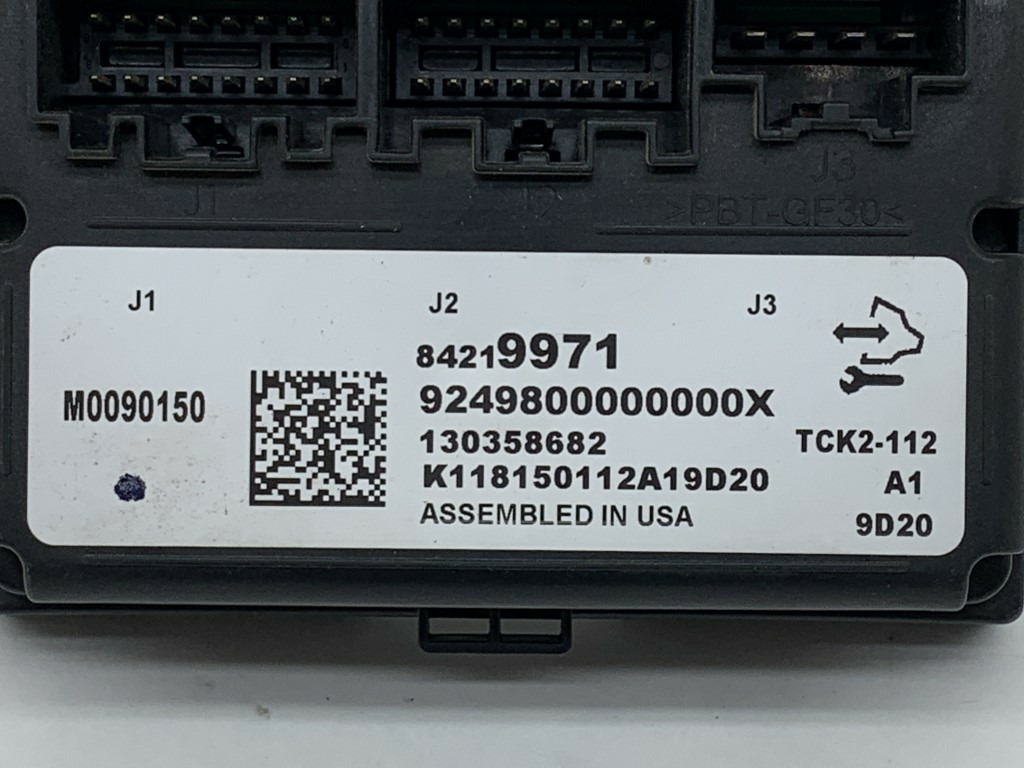 J1
J2
J3
>PBT-GF30<
J1
J2
J3
84219971
9249800000000X
M0090150
130358682
TCK2-112
K118150112A19D20
A1
ASSEMBLED IN USA
9D20